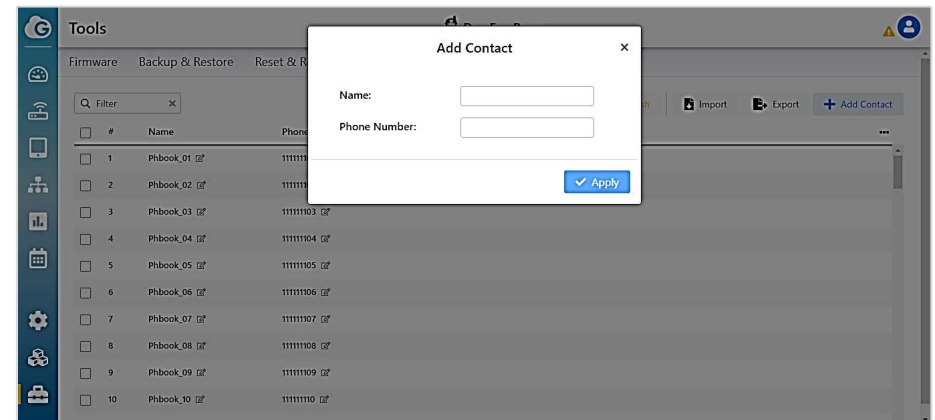 Tools
Add Contact ×
Firmware Backup & Restore Reset & R
Name:
Phone Number:
Filter × Import Export + Add Contact
# Name Phone ...
1 Phbook_01 1111111
2 Phbook_02 1111111
Apply
3 Phbook_03 111111103
4 Phbook_04 111111104
5 Phbook_05 111111105
6 Phbook_06 111111106
7 Phbook_07 111111107
8 Phbook_08 111111108
9 Phbook_09 111111109
10 Phbook_10 111111110